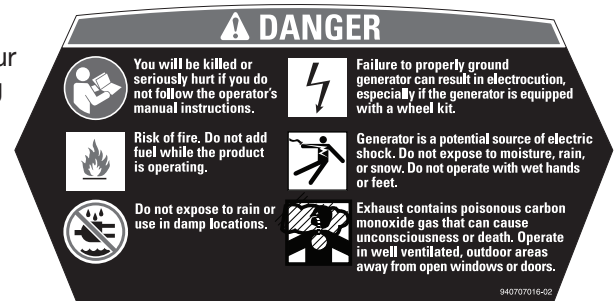 ur
g
DANGER
You will be killed or
seriously hurt if you do
not follow the operator's
manual instructions.
Risk of fire. Do not add
fuel while the product
is operating.
Do not expose to rain or
use in damp locations.
Failure to properly ground
generator can result in electrocution,
especially if the generator is equipped
with a wheel kit.
Generator is a potential source of electric
shock. Do not expose to moisture, rain,
or snow. Do not operate with wet hands
or feet.
Exhaust contains poisonous carbon
monoxide gas that can cause
unconsciousness or death. Operate
in well ventilated, outdoor areas
away from open windows or doors.
940707016-02